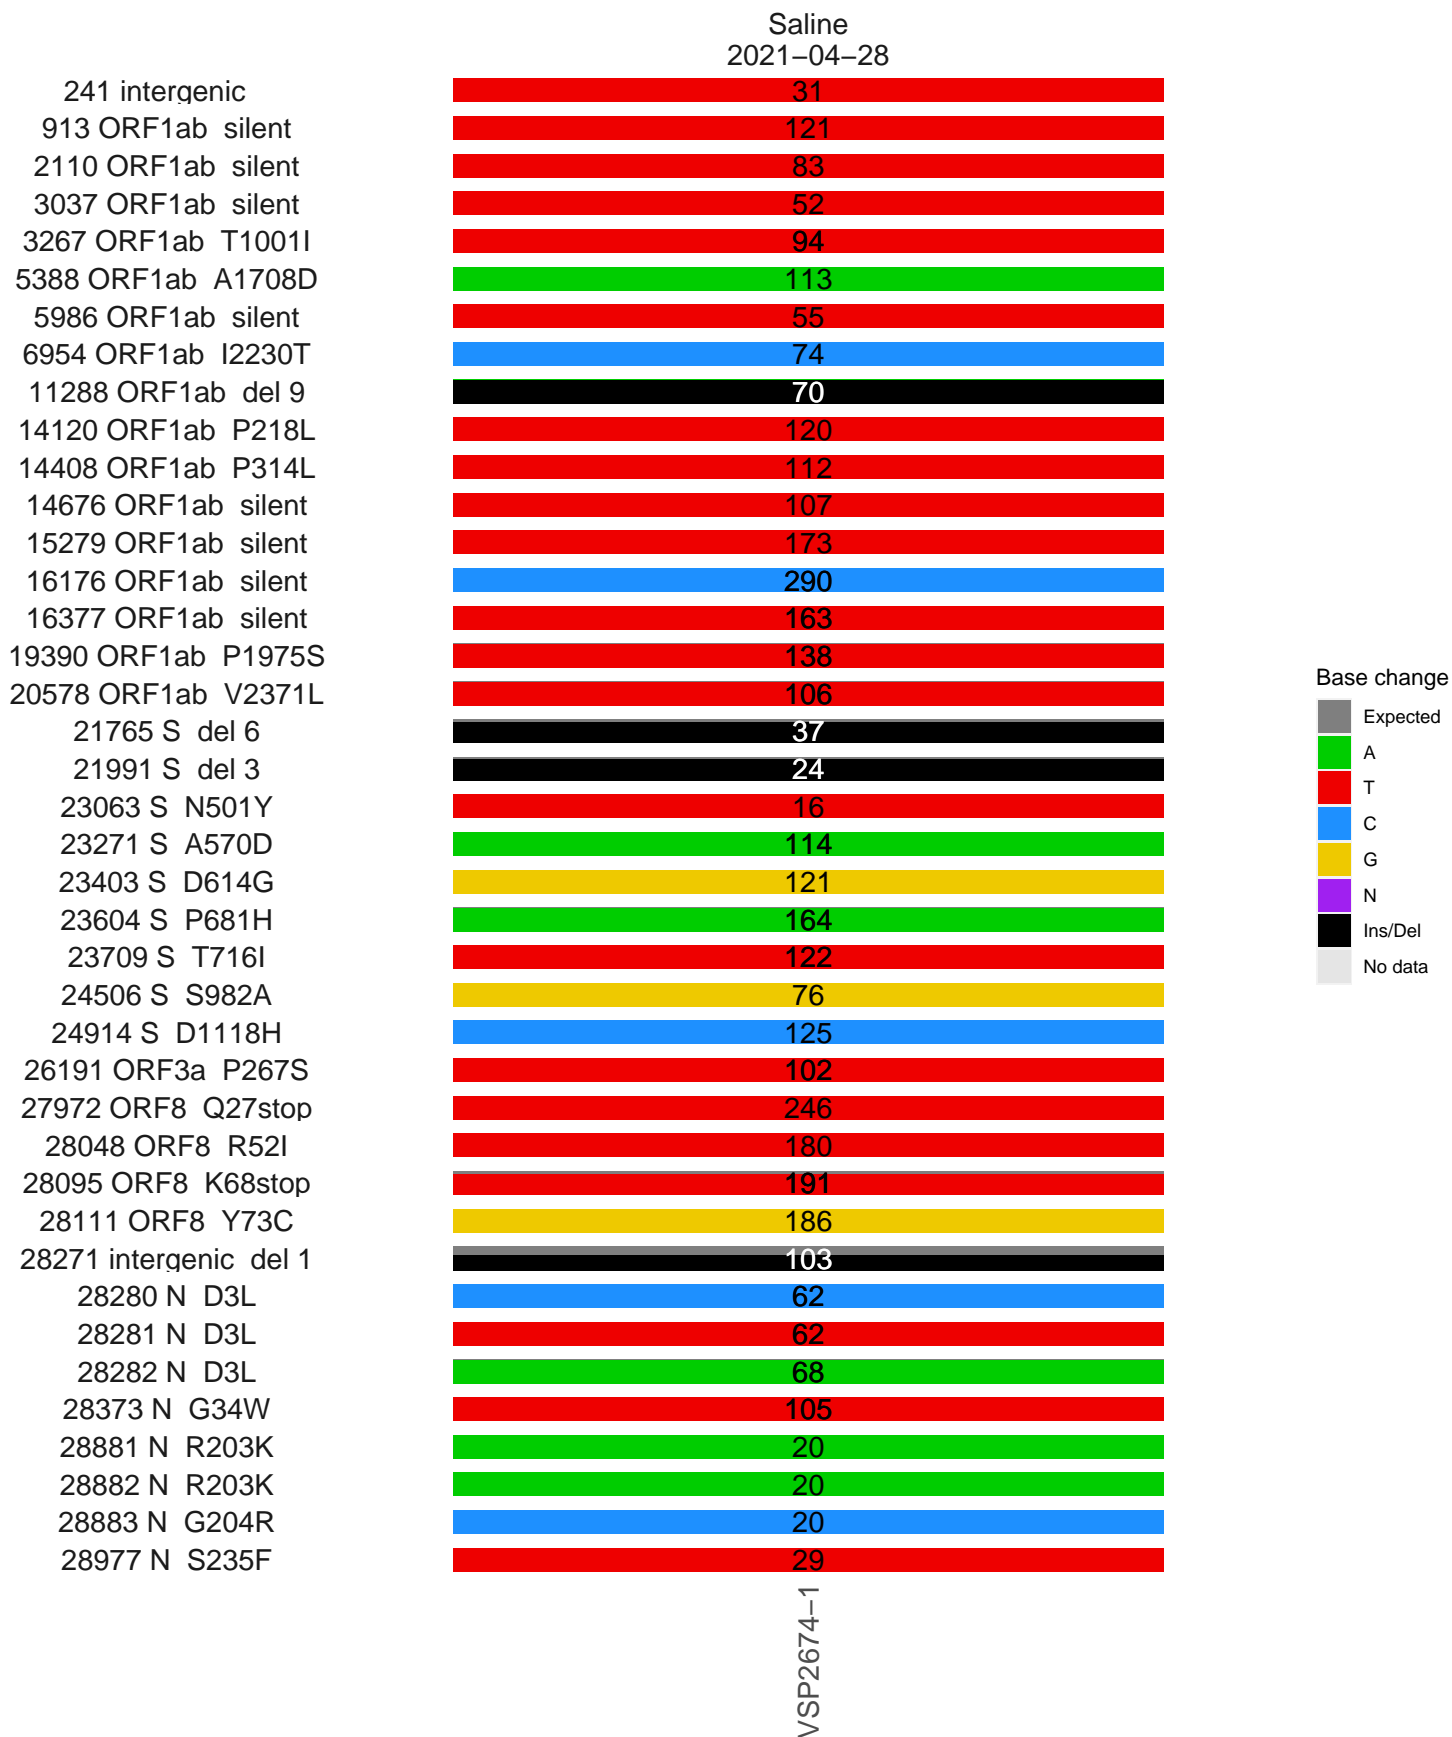 Saline
2021−04−28
241 intergenic 31
913 ORF1ab silent 121
2110 ORF1ab silent 83
3037 ORF1ab silent 52
3267 ORF1ab T1001I 94
5388 ORF1ab A1708D 113
5986 ORF1ab silent 55
6954 ORF1ab I2230T 74
11288 ORF1ab del 9 70
14120 ORF1ab P218L 120
14408 ORF1ab P314L 112
14676 ORF1ab silent 107
15279 ORF1ab silent 173
16176 ORF1ab silent 290
16377 ORF1ab silent 163
19390 ORF1ab P1975S 138
20578 ORF1ab V2371L 106
21765 S del 6 37
21991 S del 3 24
23063 S N501Y 16
23271 S A570D 114
23403 S D614G 121
23604 S P681H 164
23709 S T716I 122
24506 S S982A 76
24914 S D1118H 125
26191 ORF3a P267S 102
27972 ORF8 Q27stop 246
28048 ORF8 R52I 180
28095 ORF8 K68stop 191
28111 ORF8 Y73C 186
28271 intergenic del 1 103
28280 N D3L 62
28281 N D3L 62
28282 N D3L 68
28373 N G34W 105
28881 N R203K 20
28882 N R203K 20
28883 N G204R 20
28977 N S235F 29
VSP2674−1
Base change
Expected
A
T
C
G
N
Ins/Del
No data